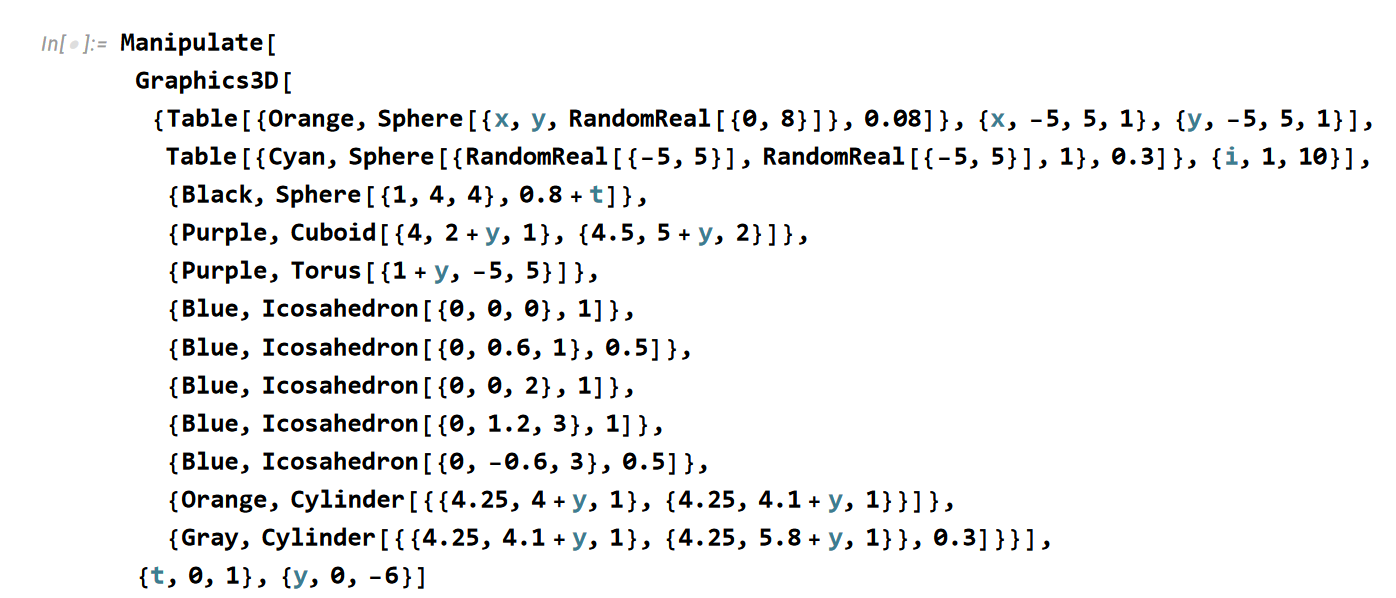 In[•]:= Manipulate[
Graphics3D[
{Table[{Orange, Sphere[{x, y, RandomReal[{0, 8}]}, 0.08]}, {x, -5, 5, 1}, {y, -5, 5, 1}],
Table[{Cyan, Sphere[{RandomReal[{-5, 5}], RandomReal[{-5, 5}], 1}, 0.3]}, {i, 1, 10}],
{Black, Sphere[{1, 4, 4}, 0.8 + t]},
{Purple, Cuboid[{4, 2 + y, 1}, {4.5, 5 + y, 2}]},
{Purple, Torus[{1 + y, -5, 5}]},
{Blue, Icosahedron[{0, 0, 0}, 1]},
{Blue, Icosahedron[{0, 0.6, 1}, 0.5]},
{Blue, Icosahedron[{0, 0, 2}, 1]},
{Blue, Icosahedron[{0, 1.2, 3}, 1]},
{Blue, Icosahedron[{0, -0.6, 3}, 0.5]},
{Orange, Cylinder[{{4.25, 4 + y, 1}, {4.25, 4.1 + y, 1}}]},
{Gray, Cylinder[{{4.25, 4.1 + y, 1}, {4.25, 5.8 + y, 1}}, 0.3]}}],
{t, 0, 1}, {y, 0, -6}]